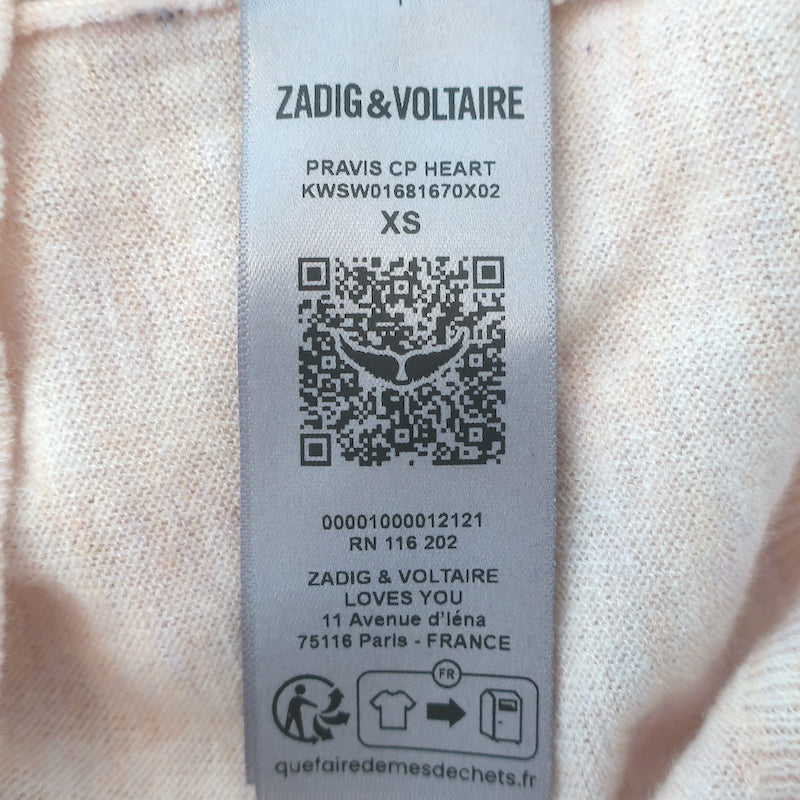 ZADIG&VOLTAIRE
PRAVIS CP HEART
KWSW01681670X02
XS
00001000012121
RN 116 202
ZADIG & VOLTAIRE
LOVES YOU
11 Avenue d'Iéna
75116 Paris - FRANCE
FR
quefairedemesdechets.fr